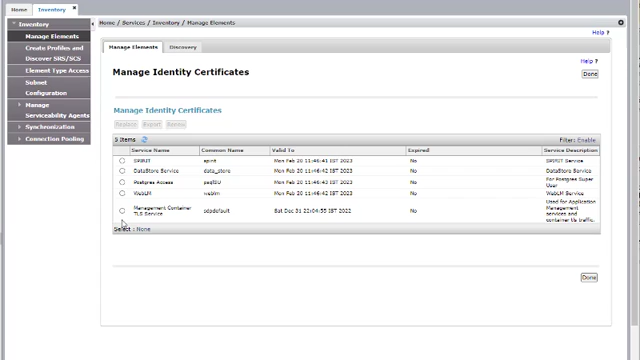 Home Inventory
Home / Services / Inventory / Manage Elements
Help ?
Inventory
Manage Elements
Create Profiles and
Discover SRS/SCS
Element Type Access
Subnet
Configuration
Manage
Serviceability Agents
Synchronization
Connection Pooling
Manage Elements Discovery
Help ?
Manage Identity Certificates
Done
Manage Identity Certificates
Replace Export Renew
5 Items Filter: Enable
Service Name Common Name Valid To Expired Service Description
SPIRIT spirit Mon Feb 20 11:46:41 IST 2023 No SPIRIT Service
DataStore Service data_store Mon Feb 20 11:46:42 IST 2023 No DataStore Service
Postgres Access Mon Feb 20 11:46:42 IST 2023 No For Postgres Super User
WebLM weblm Mon Feb 20 11:46:42 IST 2023 No WebLM Service
Management Container TLS Service Sat Dec 31 22:04:55 IST 2022 No Used for Application Management services and container tls traffic.
Select : None
Done